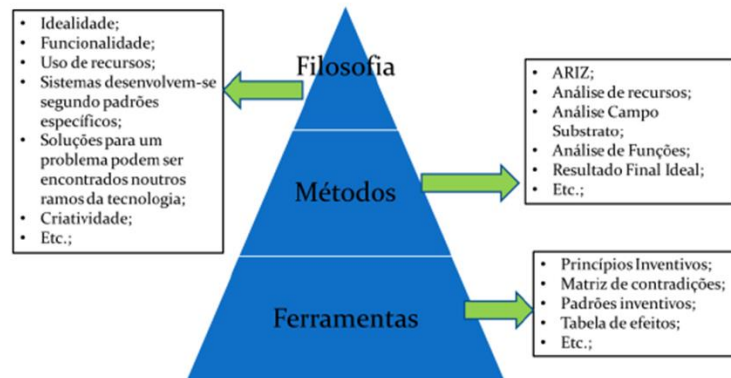 • Idealidade;
• Funcionalidade;
• Uso de recursos;
• Sistemas desenvolvem-se
segundo padrões
específicos;
• Soluções para um
problema podem ser
encontrados noutros
ramos da tecnologia;
• Criatividade;
• Etc.;
Filosofia
• ARIZ;
• Análise de recursos;
• Análise Campo
Substrato;
• Análise de Funções;
• Resultado Final Ideal;
• Etc.;
Métodos
• Princípios Inventivos;
• Matriz de contradições;
• Padrões inventivos;
• Tabela de efeitos;
• Etc.;
Ferramentas